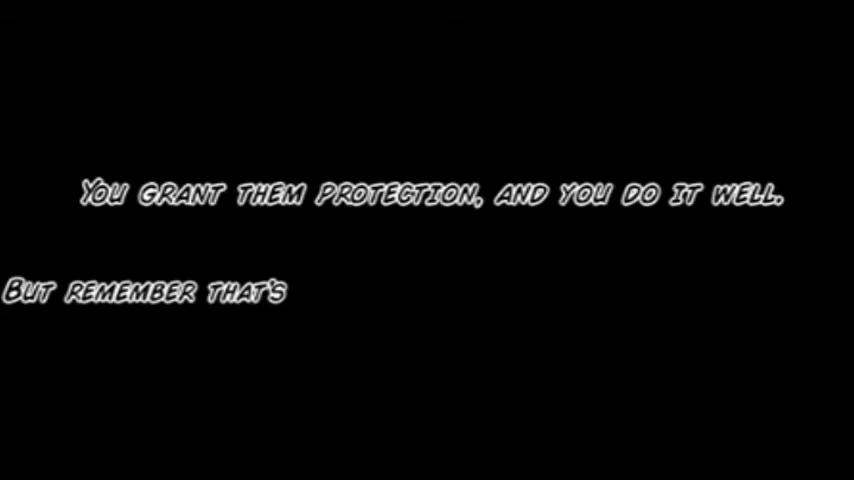 You grant them protection, and you do it well.
But remember that's